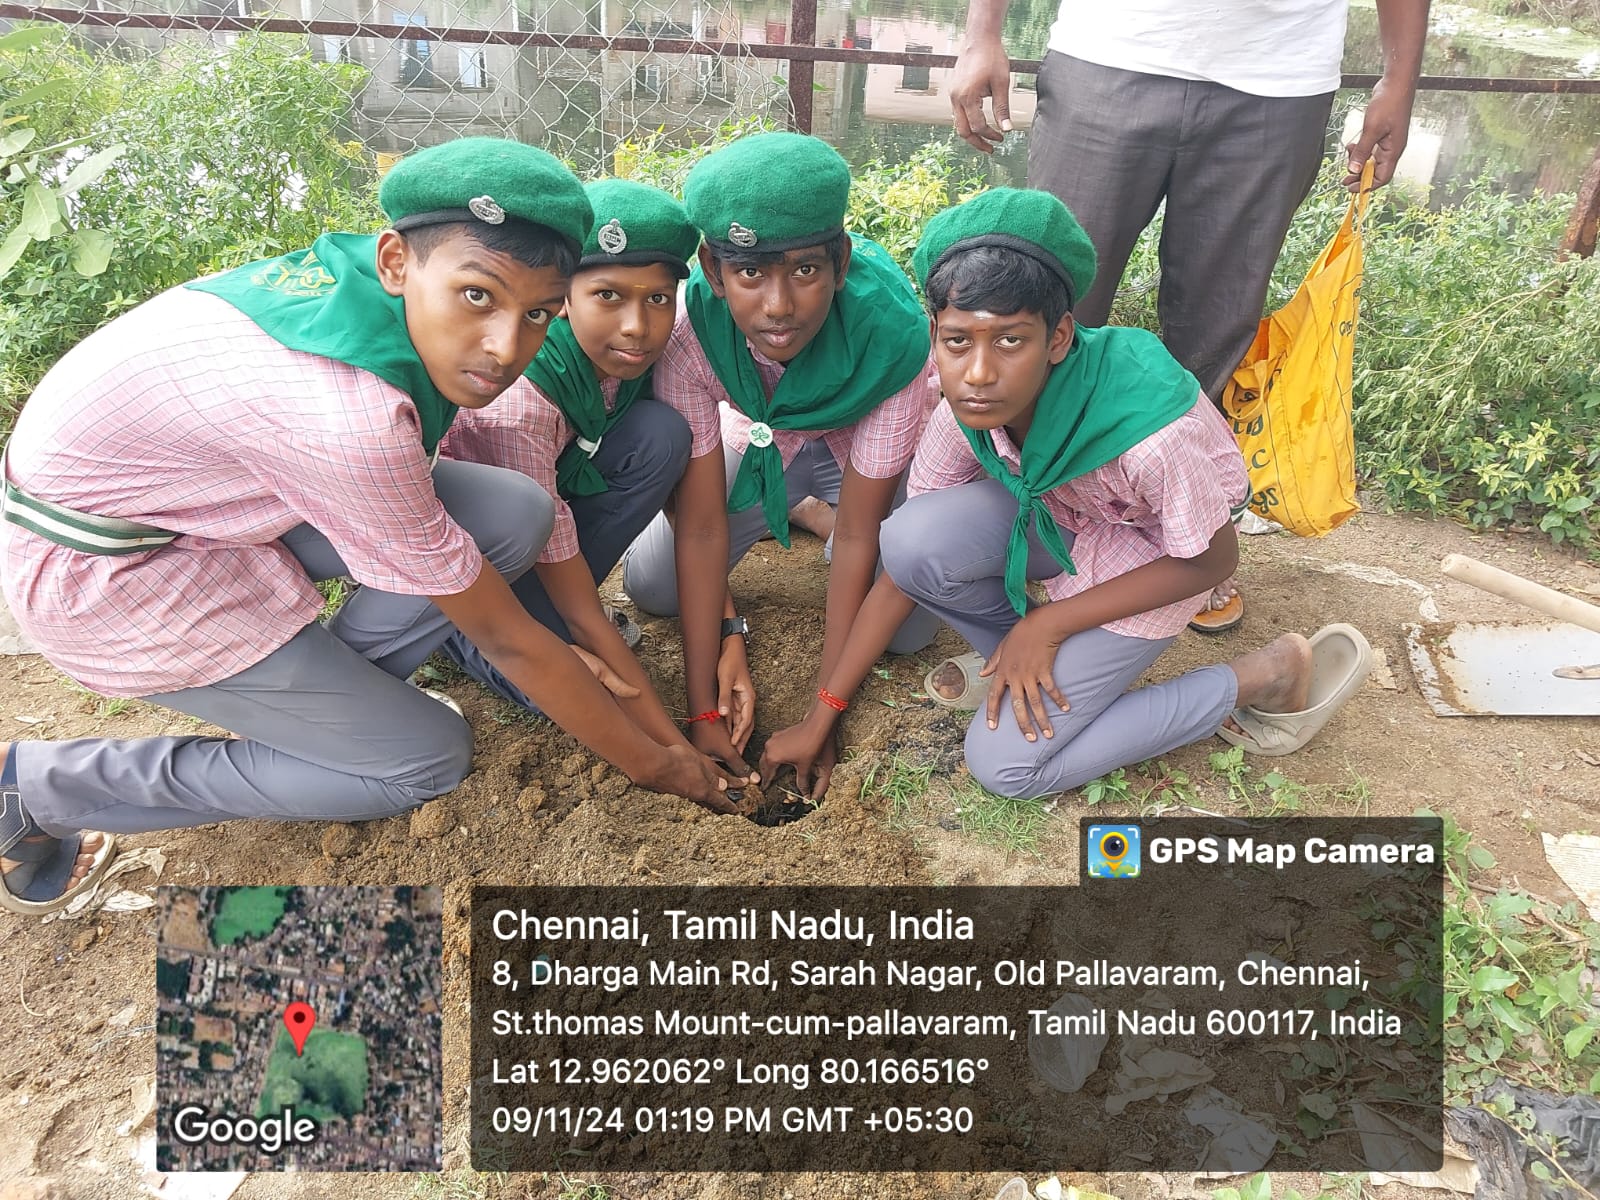 GPS Map Camera
Chennai, Tamil Nadu, India
8, Dharga Main Rd, Sarah Nagar, Old Pallavaram, Chennai,
St.thomas Mount-cum-pallavaram, Tamil Nadu 600117, India
Lat 12.962062° Long 80.166516°
09/11/24 01:19 PM GMT +05:30
Google